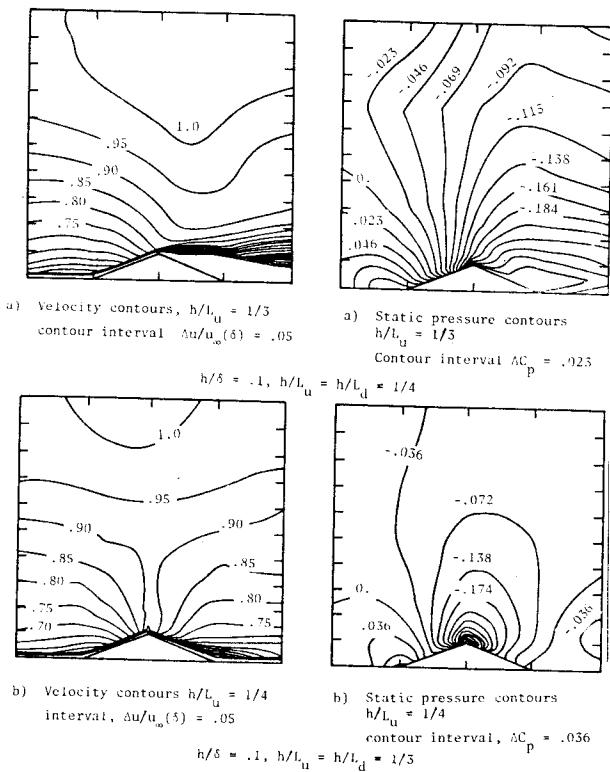 1.0
.95
.90
.85
.80
.75
-.023
-.046
-.069
-.092
-.115
-.138
-.161
-.184
0.
.023
.046
a) Velocity contours, h/L_u = 1/3
contour interval Δu/u_∞(δ) = .05
a) Static pressure contours
h/L_u = 1/3
Contour interval ΔC_p = .023
h/δ = .1, h/L_u = h/L_d = 1/4
1.0
.95
.90
.90
.85
.85
.80
.80
.75
.75
.70
-.036
-.072
-.138
-.174
0.
.036
-.036
b) Velocity contours h/L_u = 1/4
interval, Δu/u_∞(δ) = .05
b) Static pressure contours
h/L_u = 1/4
contour interval, ΔC_p = .036
h/δ = .1, h/L_u = h/L_d = 1/3